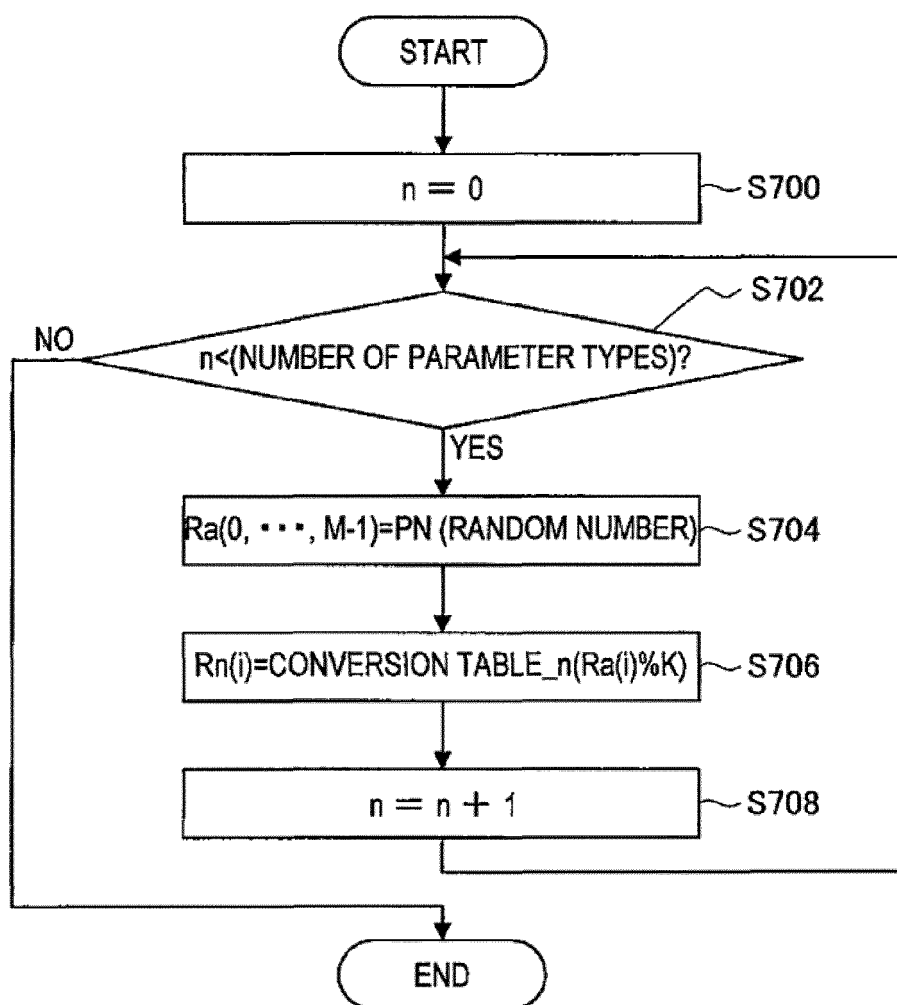 START
n = 0
S700
S702
NO
n<(NUMBER OF PARAMETER TYPES)?
YES
Ra(0, ···, M-1)=PN (RANDOM NUMBER)
S704
Rn(i)=CONVERSION TABLE_n(Ra(i)%K)
S706
n = n + 1
S708
END